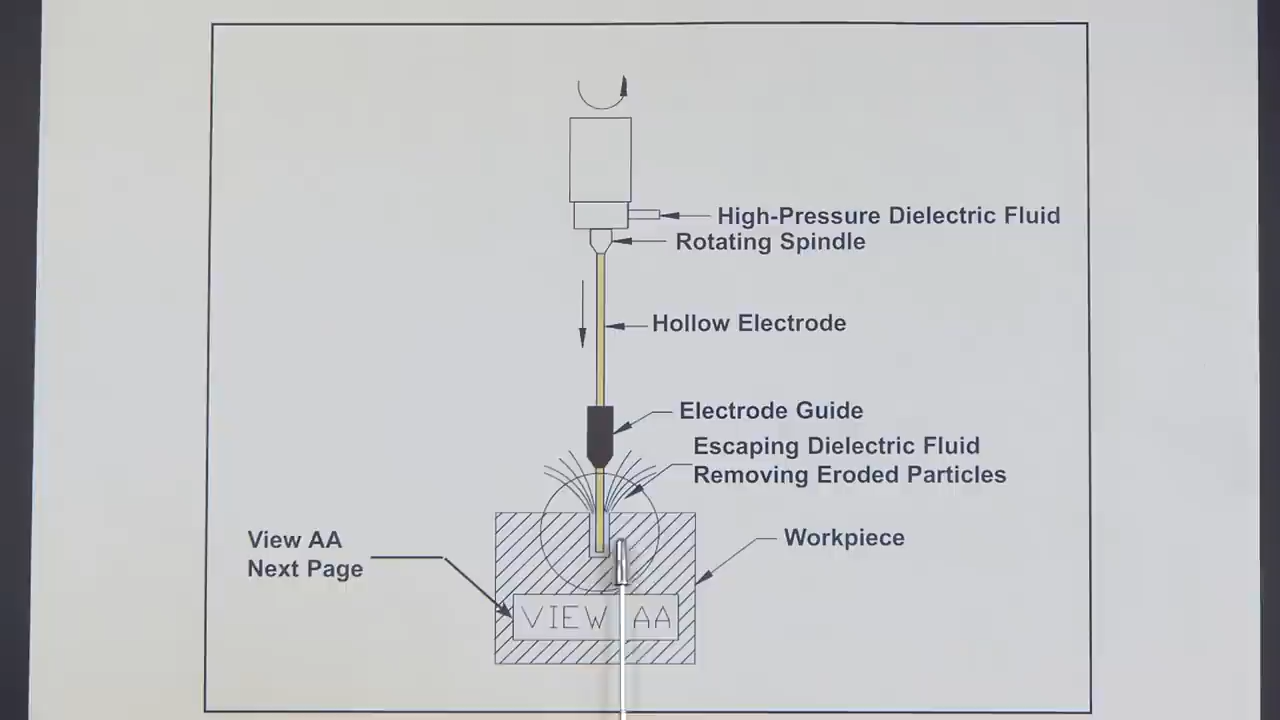 High-Pressure Dielectric Fluid
Rotating Spindle
Hollow Electrode
Electrode Guide
Escaping Dielectric Fluid
Removing Eroded Particles
View AA
Next Page
Workpiece
VIEW AA